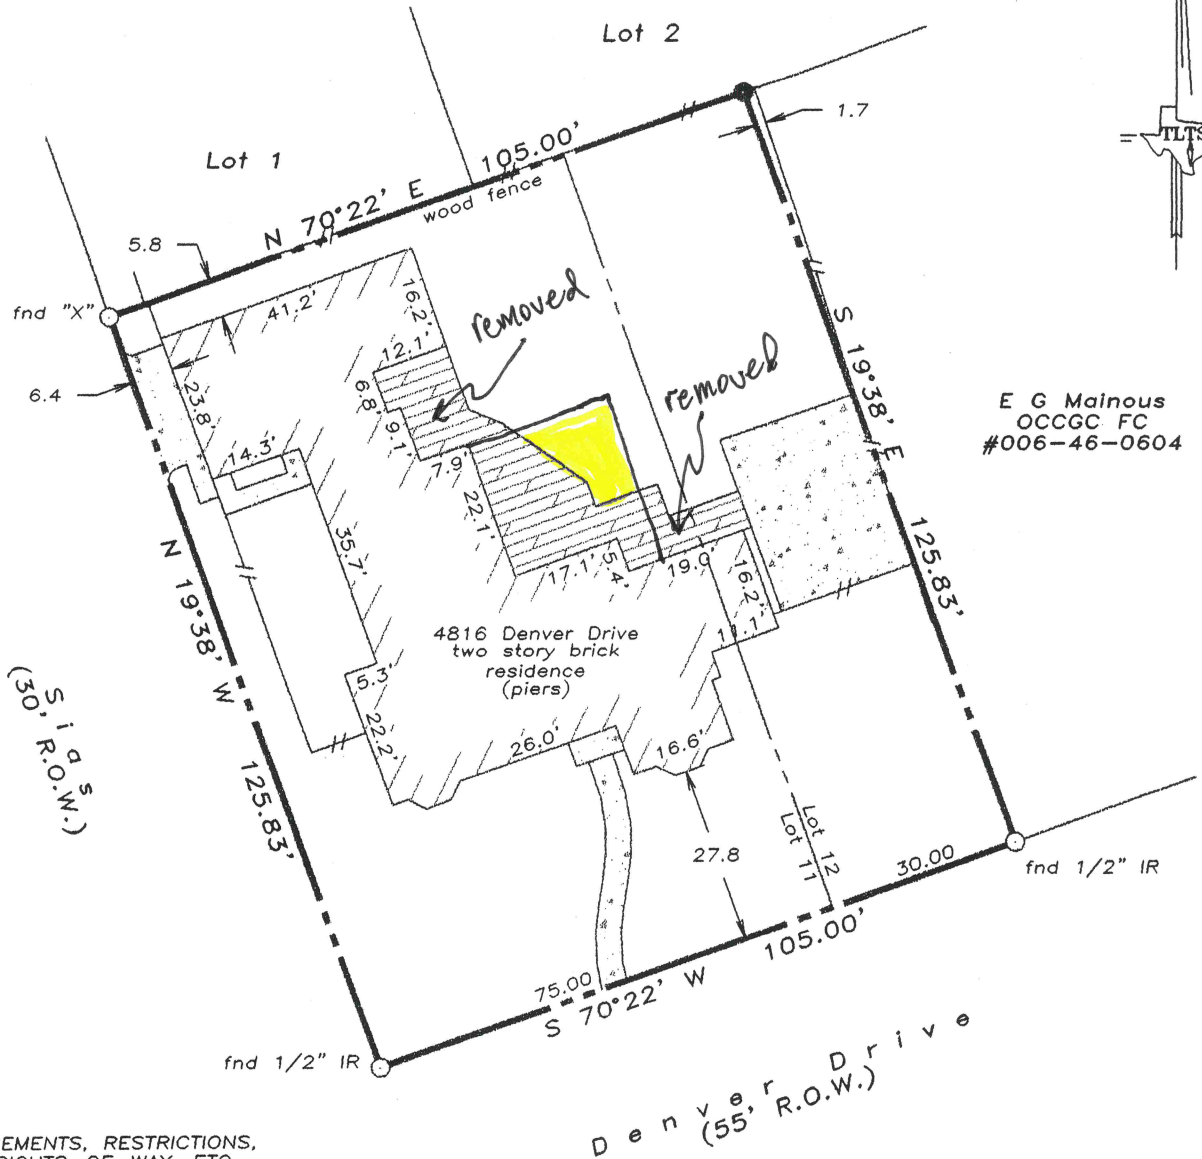 Lot 2
1.7
TLTS
Lot 1
105.00'
N 70°22' E
wood fence
5.8
fnd "X"
41.2'
16.2'
removed
12.1'
removed
6.4
23.8'
6.8'
9.1'
S 19°38' E
E G Mainous
OCCGC FC
#006-46-0604
14.3'
7.9'
22.1'
35.7'
17.1'
5.4'
19.0'
16.2'
11.1'
125.83'
N 19°38' W
4816 Denver Drive
two story brick
residence
(piers)
5.3'
22.2'
26.0'
16.6'
Sias
(30' R.O.W.)
125.83'
27.8
Lot 12
Lot 11
30.00
fnd 1/2" IR
105.00'
75.00
S 70°22' W
fnd 1/2" IR
Denver Drive
(55' R.O.W.)
EMENTS, RESTRICTIONS,